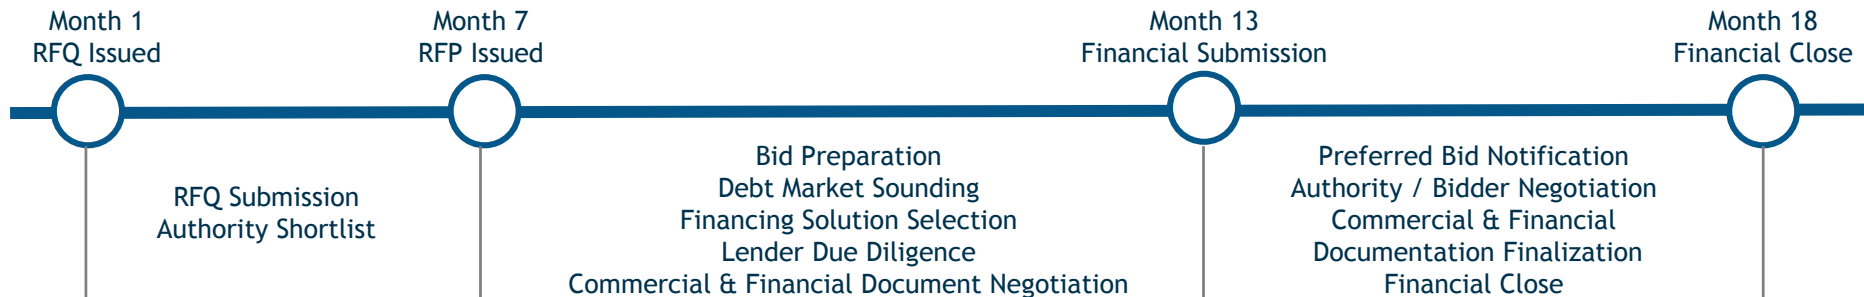 Month 1
RFQ Issued
Month 7
RFP Issued
Month 13
Financial Submission
Month 18
Financial Close
RFQ Submission
Authority Shortlist
Bid Preparation
Debt Market Sounding
Financing Solution Selection
Lender Due Diligence
Commercial & Financial Document Negotiation
Preferred Bid Notification
Authority / Bidder Negotiation
Commercial & Financial
Documentation Finalization
Financial Close